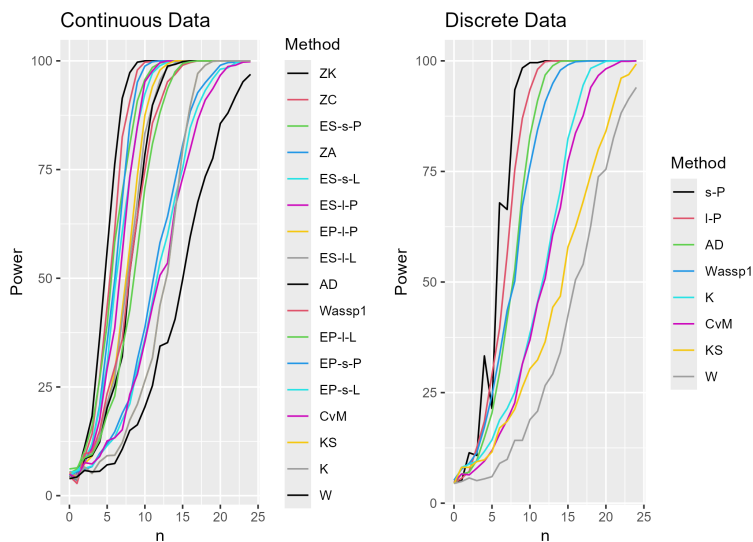 Continuous Data
Power
100
75
50
25
0
0
5
10
15
20
25
n
Method
ZK
ZC
ES-s-P
ZA
ES-s-L
ES-l-P
EP-l-P
ES-l-L
AD
Wassp1
EP-l-L
EP-s-P
EP-s-L
CvM
KS
K
W
Discrete Data
Power
100
75
50
25
0
0
5
10
15
20
25
n
Method
s-P
l-P
AD
Wassp1
K
CvM
KS
W